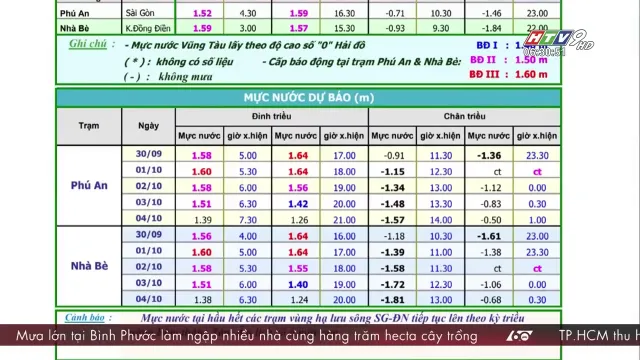 Phú An Sài Gòn 1.52 4.30 1.59 16.30 -0.71 10.30 -1.46 23.00
Nhà Bè K.Đồng Điền 1.59 3.00 1.57 15.30 -0.93 9.30 -1.84 22.00
HTV9 HD
06:30:51
Ghi chú : - Mực nước Vũng Tàu lấy theo độ cao số "0" Hải đồ BĐ I :
( * ) : không có số liệu - Cấp báo động tại trạm Phú An & Nhà Bè: BĐ II : 1.50 m
( - ) : không mưa BĐ III : 1.60 m
MỰC NƯỚC DỰ BÁO (m)
Trạm Ngày Đỉnh triều Chân triều
Mực nước giờ x.hiện Mực nước giờ x.hiện Mực nước giờ x.hiện Mực nước giờ x.hiện
Phú An
30/09 1.58 5.00 1.64 17.00 -0.91 11.30 -1.36 23.30
01/10 1.60 5.30 1.64 18.00 -1.15 12.30 ct ct
02/10 1.58 6.00 1.56 19.00 -1.34 13.00 -1.12 0.00
03/10 1.51 6.30 1.42 20.00 -1.48 13.30 -0.83 0.30
04/10 1.39 7.30 1.26 21.00 -1.57 14.00 -0.50 1.00
Nhà Bè
30/09 1.56 4.00 1.64 16.00 -1.18 10.30 -1.61 23.00
01/10 1.60 5.00 1.64 17.00 -1.39 11.00 -1.38 23.30
02/10 1.58 5.30 1.55 18.00 -1.58 11.30 ct ct
03/10 1.51 6.00 1.40 19.00 -1.72 12.30 -1.06 0.00
04/10 1.38 6.30 1.24 20.00 -1.81 13.00 -0.68 0.30
Cảnh báo : Mực nước tại hầu hết các trạm vùng hạ lưu sông SG-ĐN tiếp tục lên theo kỳ triều
Mưa lớn tại Bình Phước làm ngập nhiều nhà cùng hàng trăm hecta cây trồng 60 TP.HCM thu